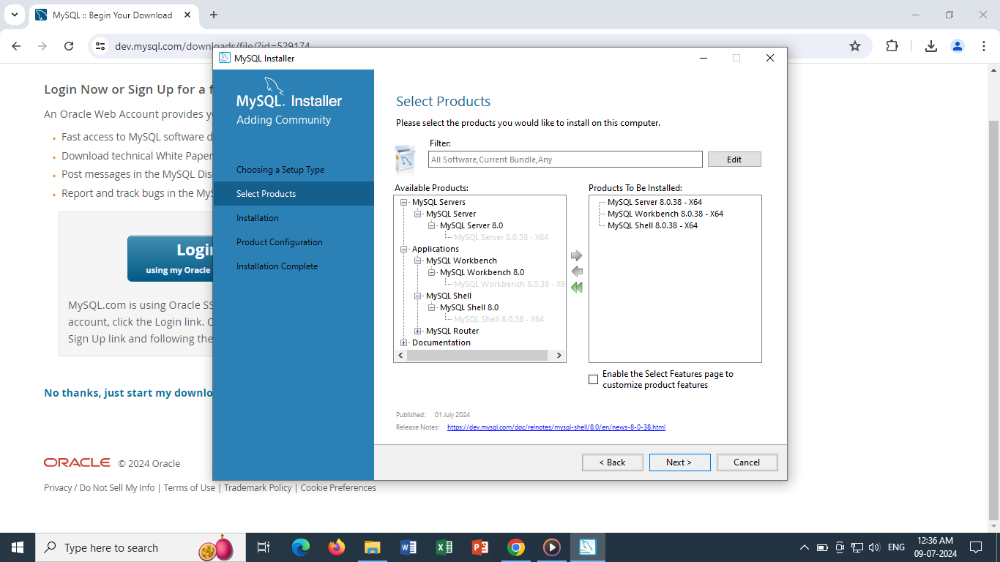 MySQL :: Begin Your Download
dev.mysql.com/downloads/file/?id=529174
Login Now or Sign Up for a f
An Oracle Web Account provides y
Fast access to MySQL software d
Download technical White Paper
Post messages in the MySQL Dis
Report and track bugs in the MyS
Login
using my Oracle
MySQL.com is using Oracle SS
account, click the Login link. O
Sign Up link and following the
No thanks, just start my downlo
ORACLE © 2024 Oracle
Privacy / Do Not Sell My Info | Terms of Use | Trademark Policy | Cookie Preferences
MySQL Installer
MySQL. Installer
Adding Community
Choosing a Setup Type
Select Products
Installation
Product Configuration
Installation Complete
Select Products
Please select the products you would like to install on this computer.
Filter:
All Software,Current Bundle,Any
Edit
Available Products:
MySQL Servers
MySQL Server
MySQL Server 8.0
MySQL Server 8.0.38 - X64
Applications
MySQL Workbench
MySQL Workbench 8.0
MySQL Workbench 8.0.38 - X6
MySQL Shell
MySQL Shell 8.0
MySQL Shell 8.0.38 - X64
MySQL Router
Documentation
Products To Be Installed:
MySQL Server 8.0.38 - X64
MySQL Workbench 8.0.38 - X64
MySQL Shell 8.0.38 - X64
Enable the Select Features page to
customize product features
Published: 01 July 2024
Release Notes: https://dev.mysql.com/doc/relnotes/mysql-shell/8.0/en/news-8-0-38.html
< Back
Next >
Cancel
Type here to search
ENG
12:36 AM
09-07-2024